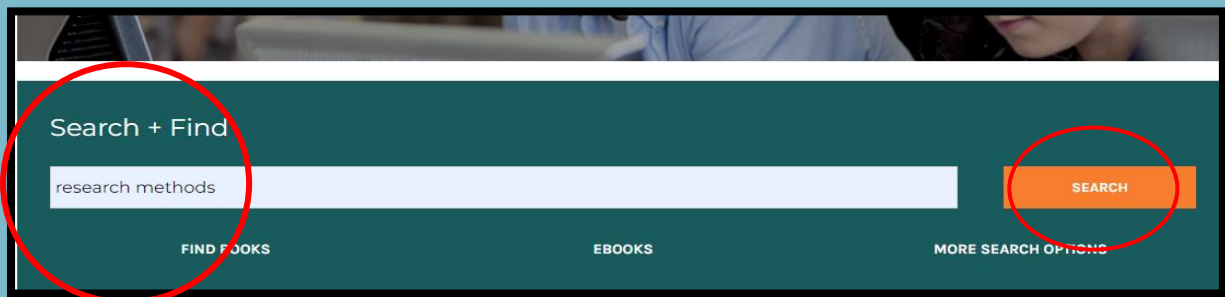 Search + Find
research methods
SEARCH
FIND BOOKS
EBOOKS
MORE SEARCH OPTIONS